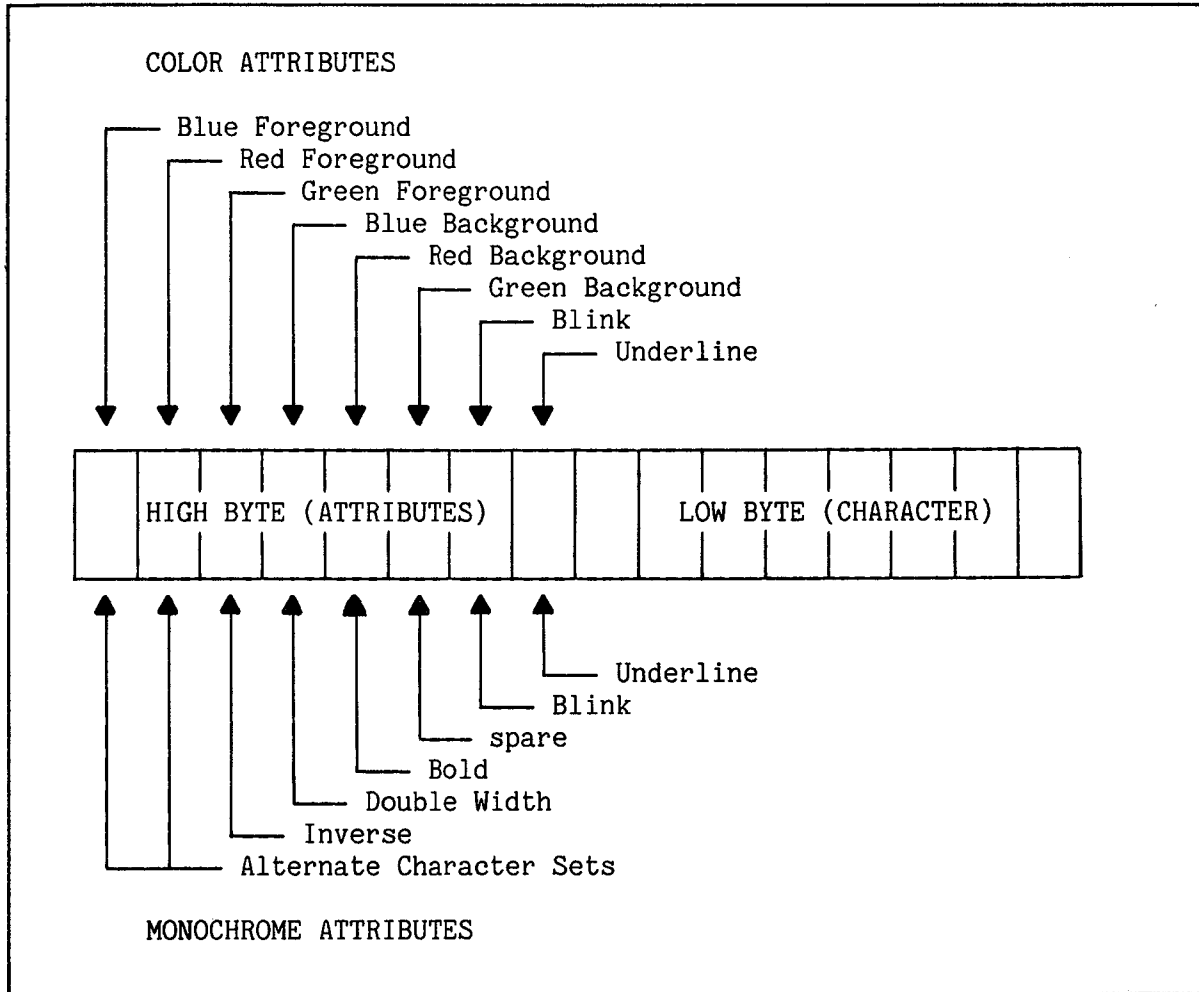 COLOR ATTRIBUTES
Blue Foreground
Red Foreground
Green Foreground
Blue Background
Red Background
Green Background
Blink
Underline
HIGH BYTE (ATTRIBUTES)
LOW BYTE (CHARACTER)
Underline
Blink
spare
Bold
Double Width
Inverse
Alternate Character Sets
MONOCHROME ATTRIBUTES